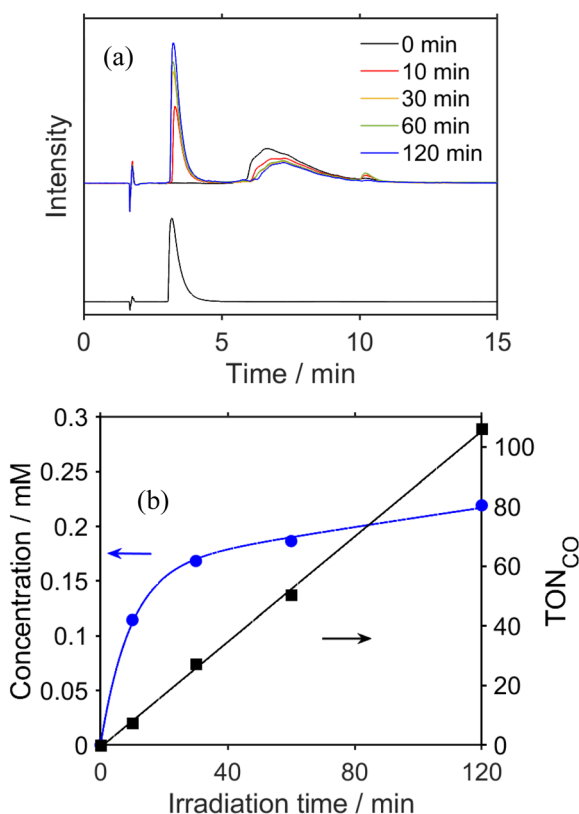 (a)
0 min
10 min
30 min
60 min
120 min
Intensity
0 5 10 15
Time / min
(b)
0.3
0.25
0.2
0.15
0.1
0.05
0
Concentration / mM
100
80
60
40
20
0
TONCO
0 40 80 120
Irradiation time / min